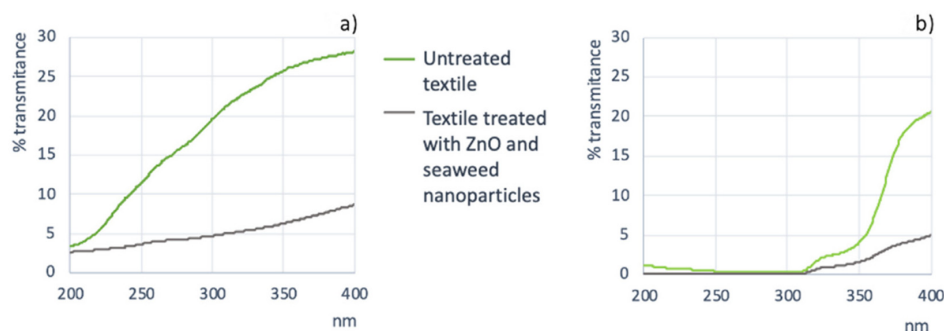 a)
30
25
20
15
10
5
0
% transmitance
200 250 300 350 400
nm
Untreated
textile
Textile treated
with ZnO and
seaweed
nanoparticles
b)
30
25
20
15
10
5
0
% transmitance
200 250 300 350 400
nm